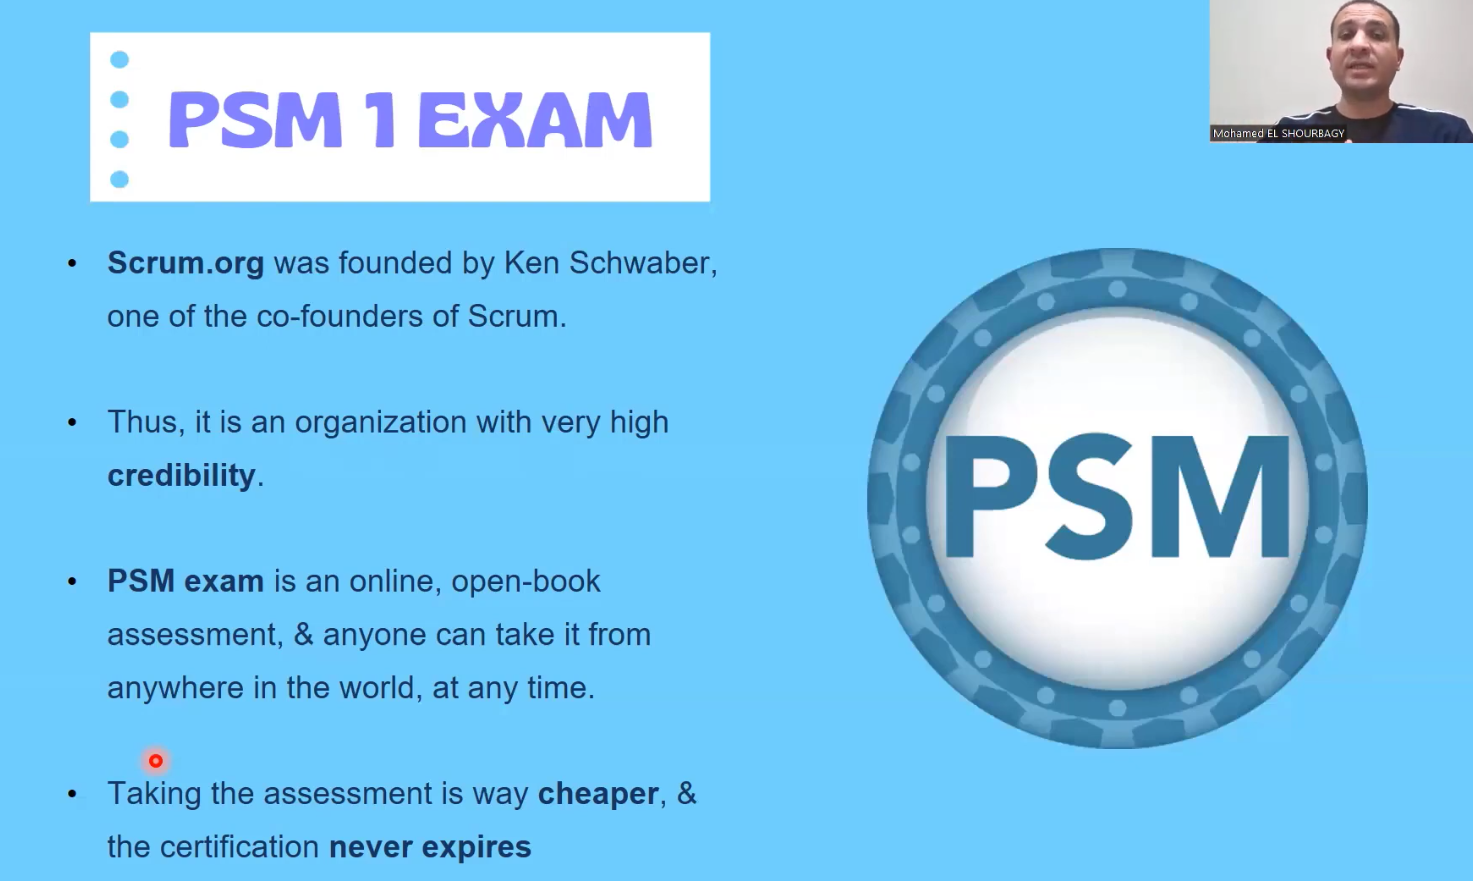 PSM 1 EXAM
Mohamed EL SHOURBAGY
• Scrum.org was founded by Ken Schwaber,
one of the co-founders of Scrum.
• Thus, it is an organization with very high
credibility.
• PSM exam is an online, open-book
assessment, & anyone can take it from
anywhere in the world, at any time.
• Taking the assessment is way cheaper, &
the certification never expires
PSM